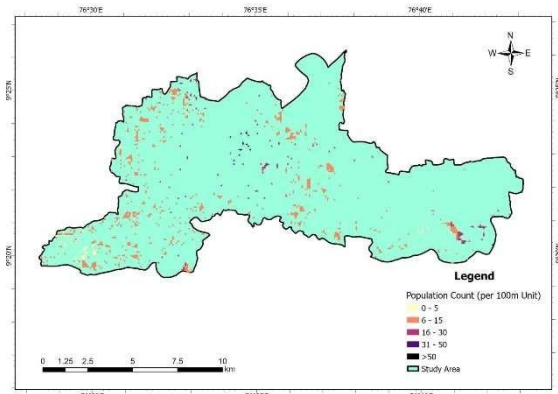 76°30'E 76°35'E 76°40'E
N
W E
S
9°25'N
9°20'N
Legend
Population Count (per 100m Unit)
0 - 5
6 - 15
16 - 30
31 - 50
>50
Study Area
0 1.25 2.5 5 7.5 10
km